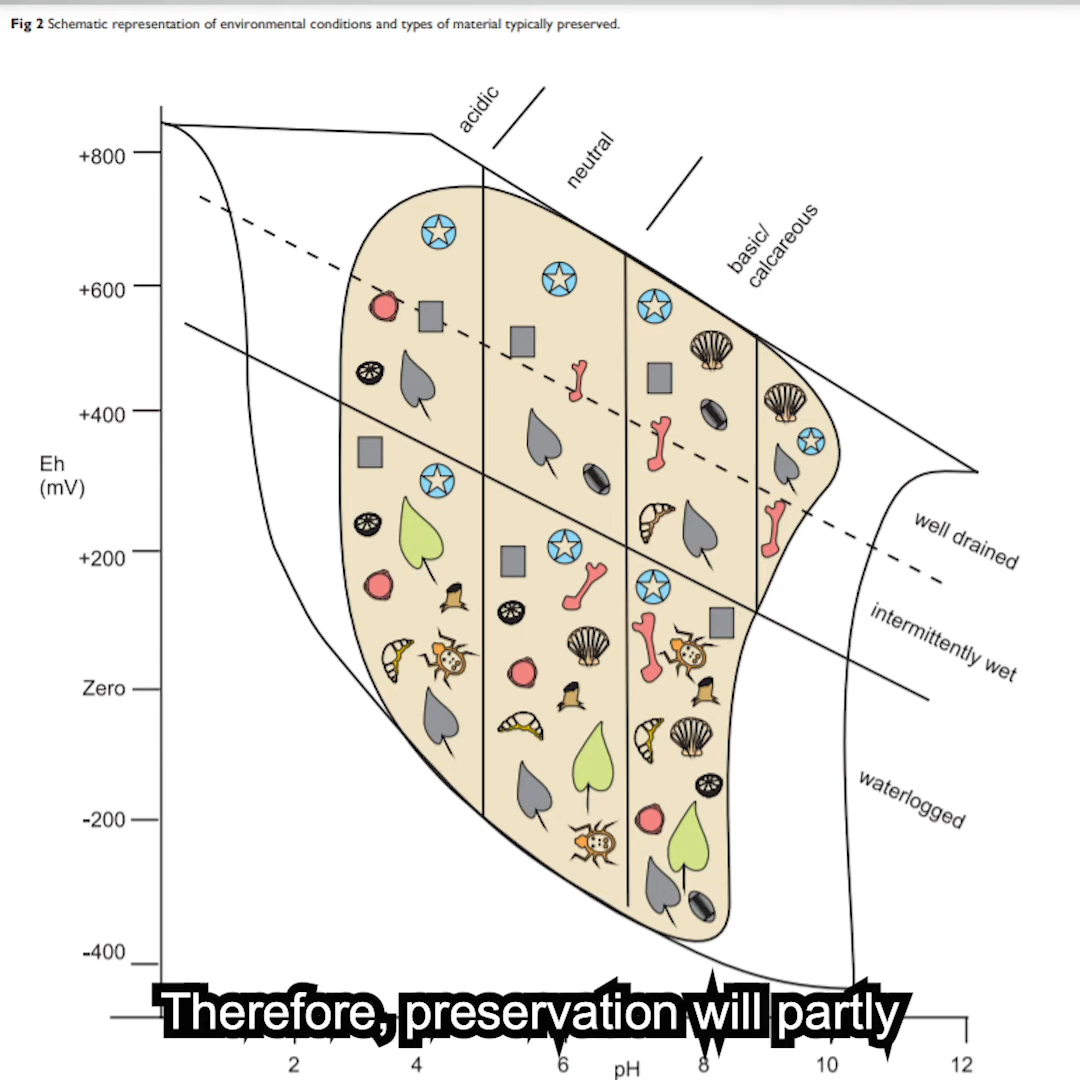 Fig 2 Schematic representation of environmental conditions and types of material typically preserved.
acidic
neutral
basic/
calcareous
+800
+600
+400
Eh
(mV)
+200
Zero
-200
-400
well drained
intermittently wet
waterlogged
Therefore, preservation will partly
2
4
6
pH
8
10
12